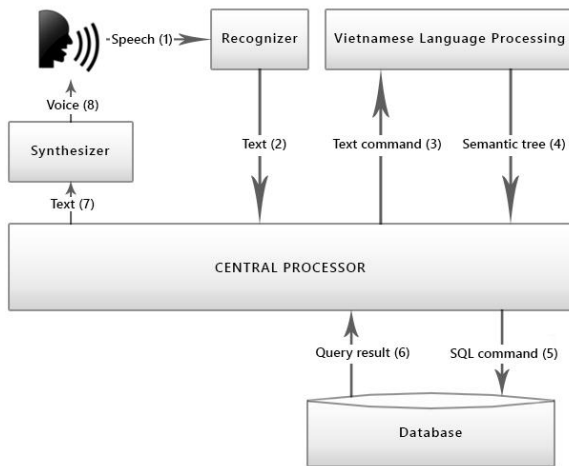 Speech (1)
Recognizer
Vietnamese Language Processing
Voice (8)
Synthesizer
Text (2)
Text command (3)
Semantic tree (4)
Text (7)
CENTRAL PROCESSOR
Query result (6)
SQL command (5)
Database